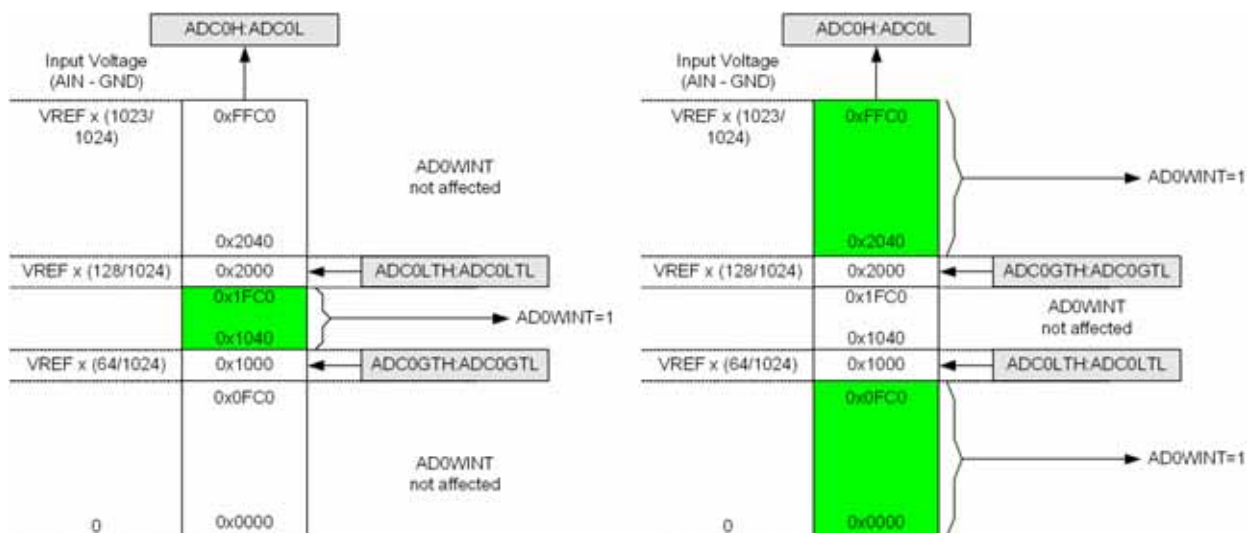 ADC0H:ADC0L
Input Voltage
(AIN - GND)
VREF x (1023/
1024)
0xFFC0
AD0WINT
not affected
0x2040
VREF x (128/1024)
0x2000
ADC0LTH:ADC0LTL
0x1FC0
AD0WINT=1
0x1040
VREF x (64/1024)
0x1000
ADC0GTH:ADC0GTL
0x0FC0
AD0WINT
not affected
0
0x0000
ADC0H:ADC0L
Input Voltage
(AIN - GND)
VREF x (1023/
1024)
0xFFC0
AD0WINT=1
0x2040
VREF x (128/1024)
0x2000
ADC0GTH:ADC0GTL
0x1FC0
AD0WINT
not affected
0x1040
VREF x (64/1024)
0x1000
ADC0LTH:ADC0LTL
0x0FC0
AD0WINT=1
0
0x0000